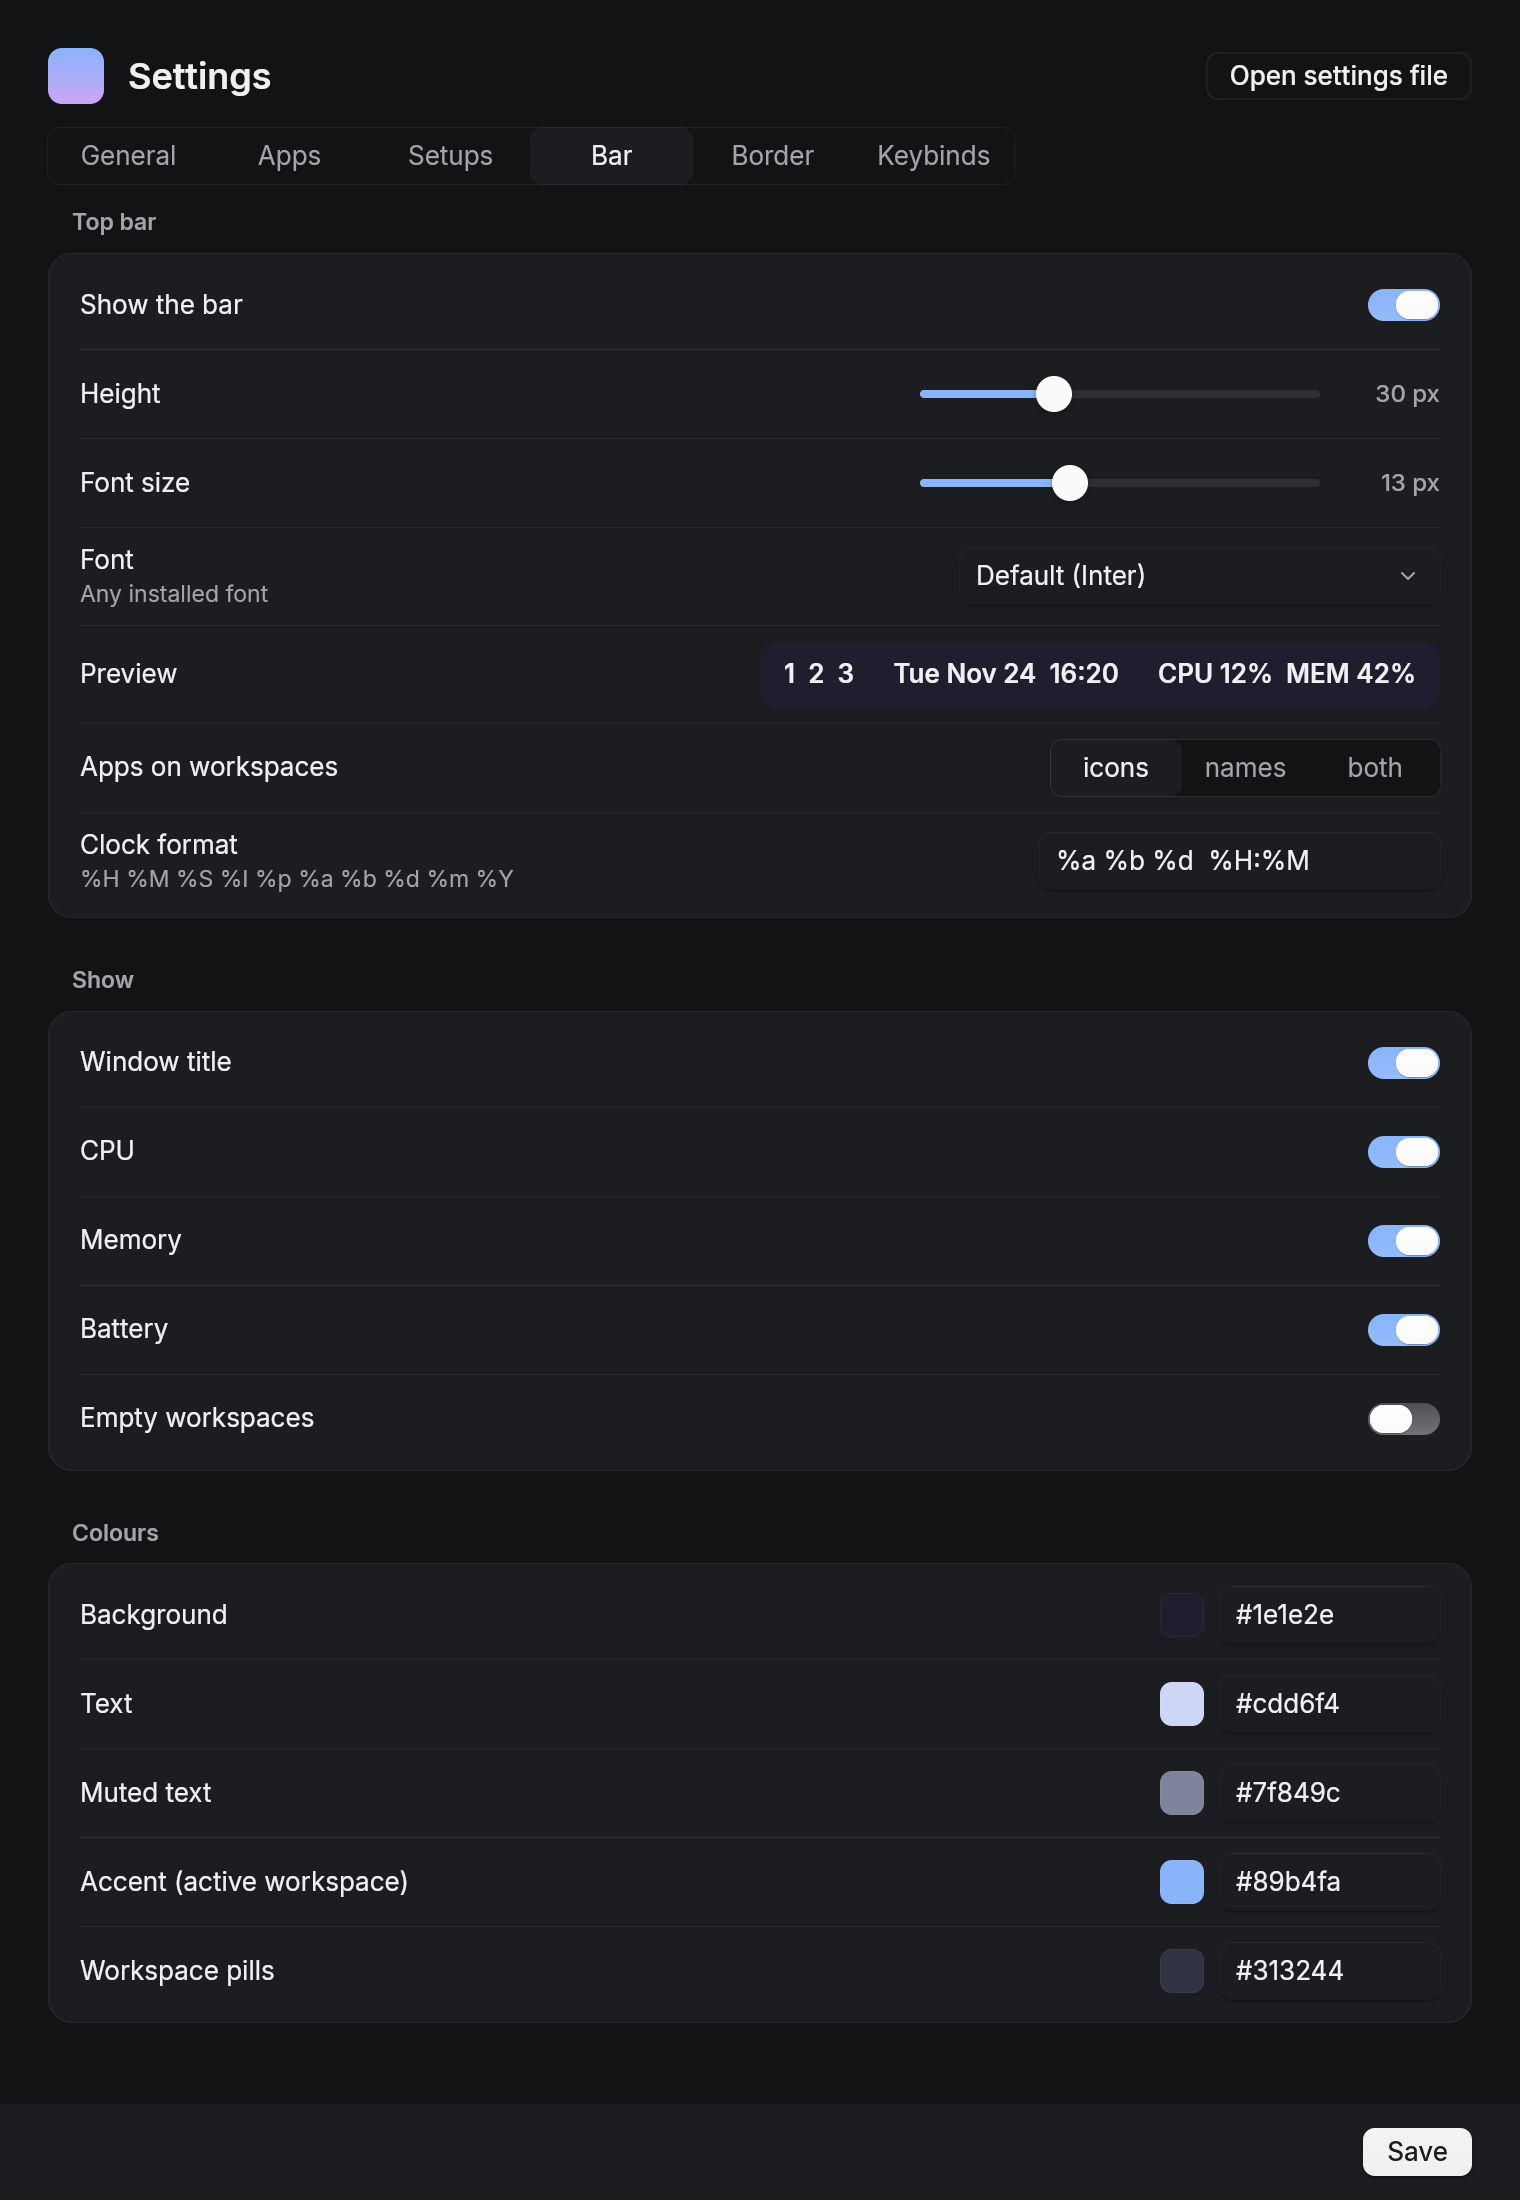 Settings
Open settings file
General Apps Setups Bar Border Keybinds
Top bar
Show the bar
Height 30 px
Font size 13 px
Font
Any installed font
Default (Inter)
Preview 1 2 3 Tue Nov 24 16:20 CPU 12% MEM 42%
Apps on workspaces icons names both
Clock format
%H %M %S %I %p %a %b %d %m %Y
%a %b %d %H:%M
Show
Window title
CPU
Memory
Battery
Empty workspaces
Colours
Background #1e1e2e
Text #cdd6f4
Muted text #7f849c
Accent (active workspace) #89b4fa
Workspace pills #313244
Save